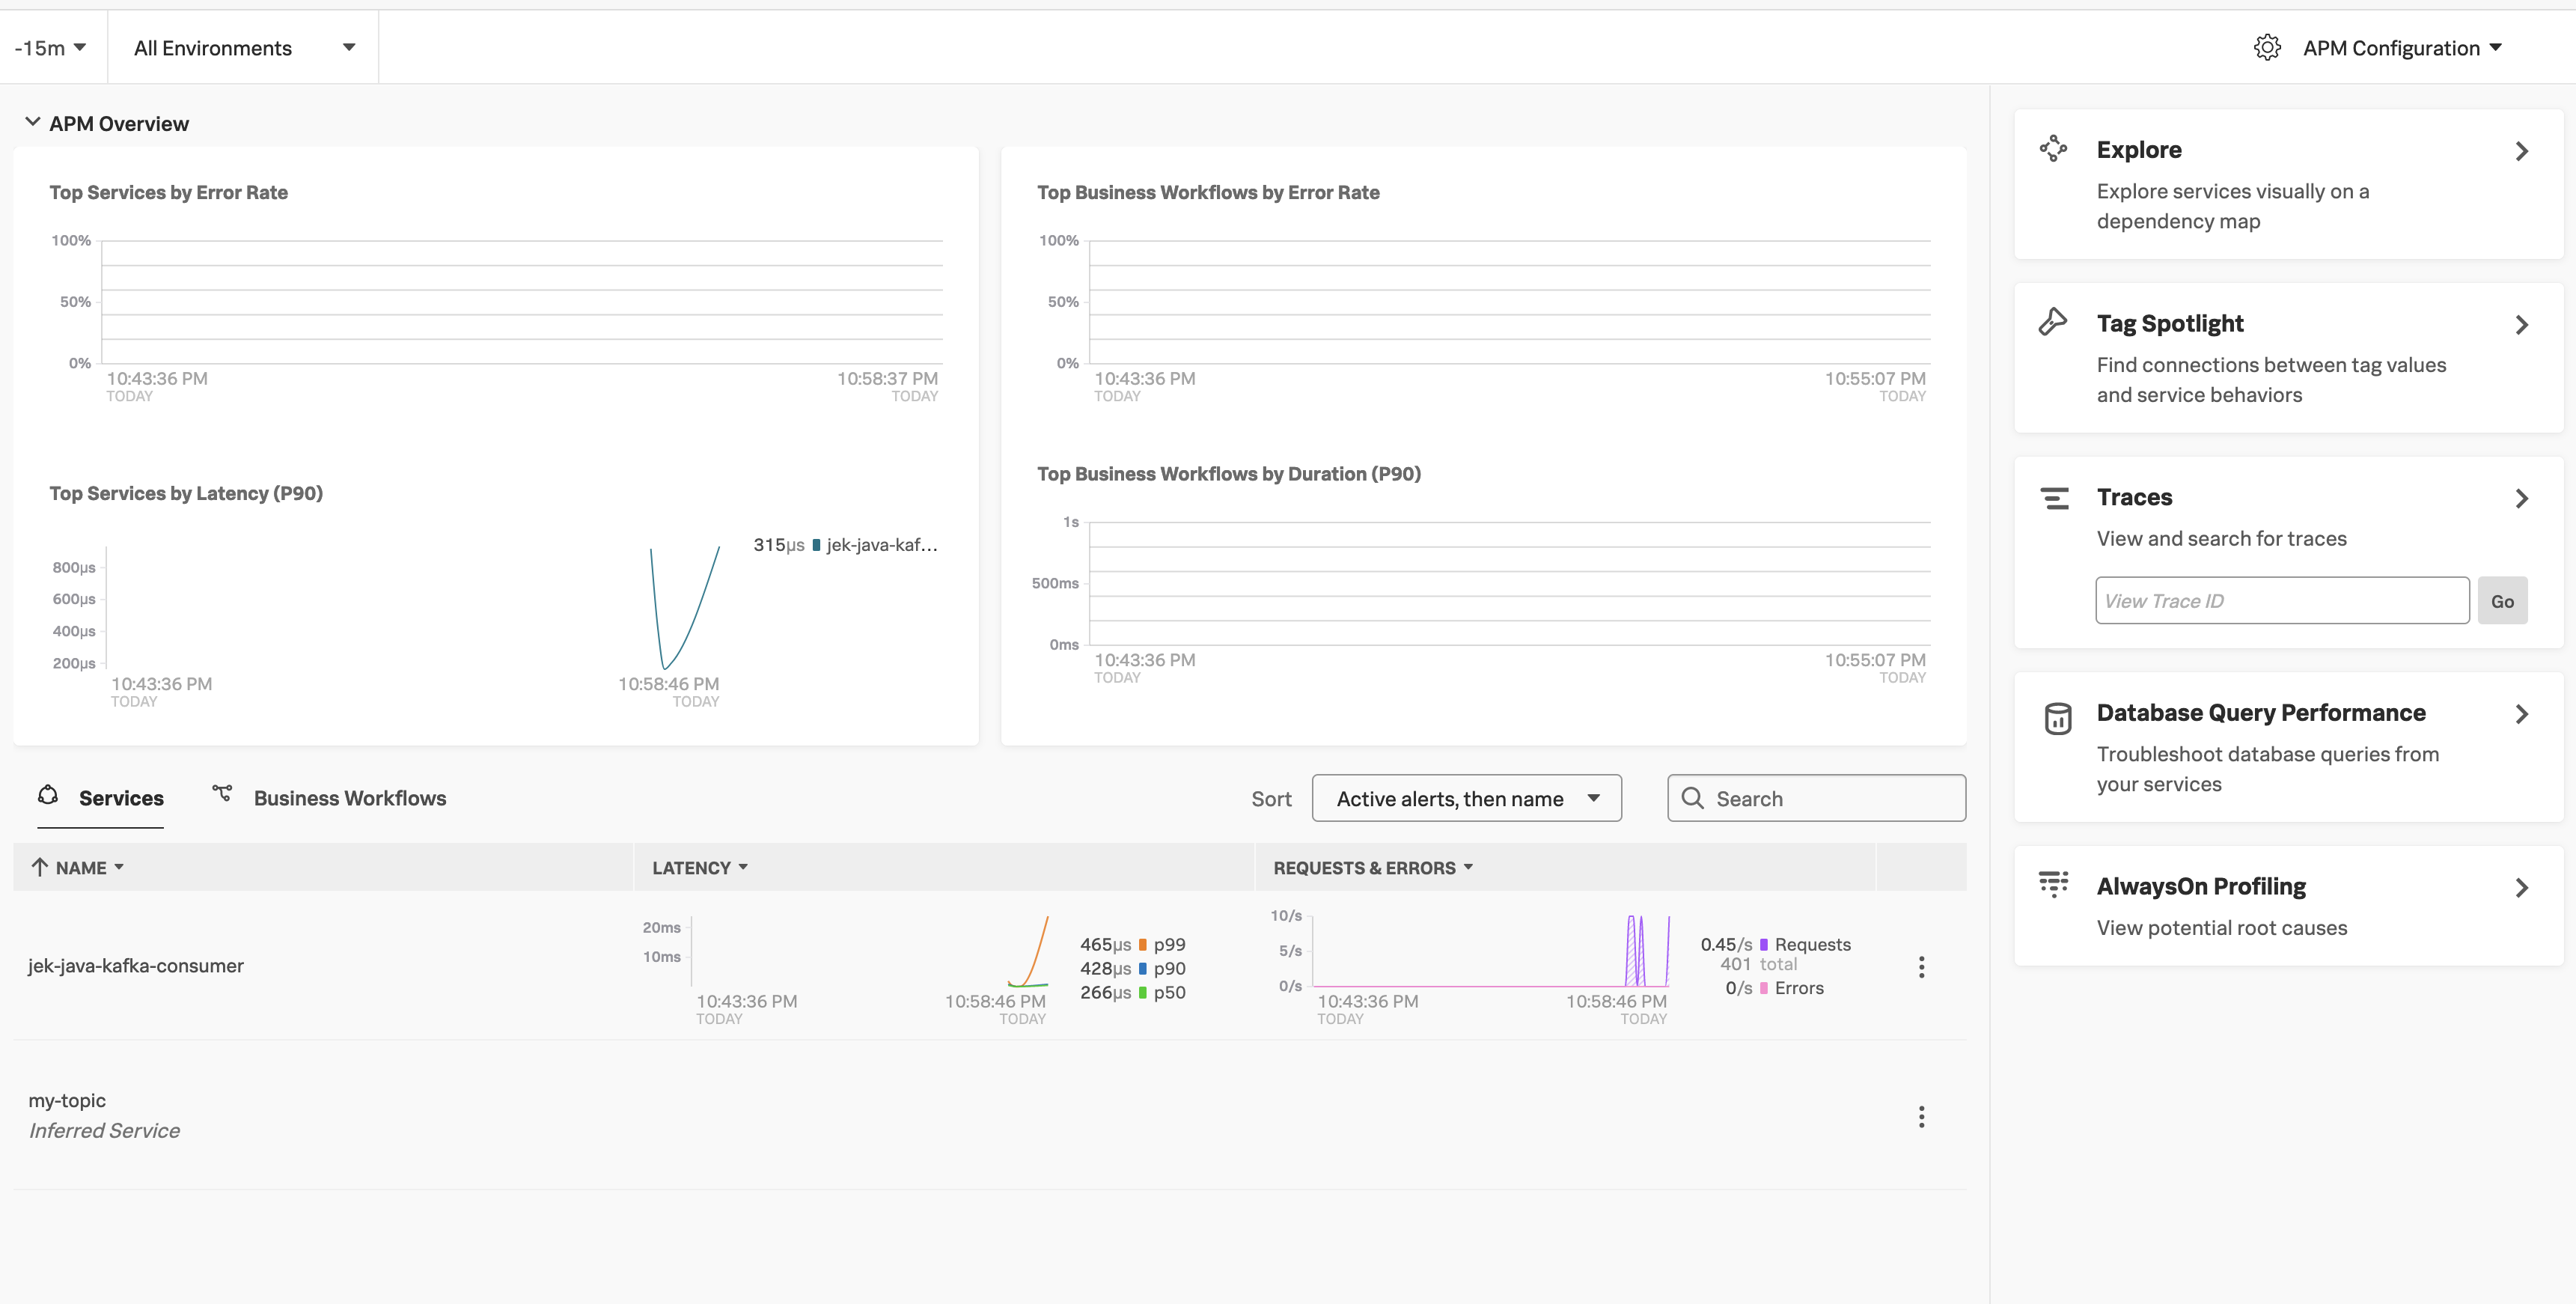 -15m
All Environments
APM Configuration
APM Overview
Top Services by Error Rate
100%
50%
0%
10:43:36 PM
TODAY
10:58:37 PM
TODAY
Top Services by Latency (P90)
800µs
600µs
400µs
200µs
10:43:36 PM
TODAY
10:58:46 PM
TODAY
315µs jek-java-kaf...
Top Business Workflows by Error Rate
100%
50%
0%
10:43:36 PM
TODAY
10:55:07 PM
TODAY
Top Business Workflows by Duration (P90)
1s
500ms
0ms
10:43:36 PM
TODAY
10:55:07 PM
TODAY
Services
Business Workflows
Sort
Active alerts, then name
Search
NAME
LATENCY
REQUESTS & ERRORS
jek-java-kafka-consumer
20ms
10ms
10:43:36 PM
TODAY
10:58:46 PM
TODAY
465µs p99
428µs p90
266µs p50
10/s
5/s
0/s
10:43:36 PM
TODAY
10:58:46 PM
TODAY
0.45/s Requests
401 total
0/s Errors
my-topic
Inferred Service
Explore
Explore services visually on a
dependency map
Tag Spotlight
Find connections between tag values
and service behaviors
Traces
View and search for traces
View Trace ID
Go
Database Query Performance
Troubleshoot database queries from
your services
AlwaysOn Profiling
View potential root causes